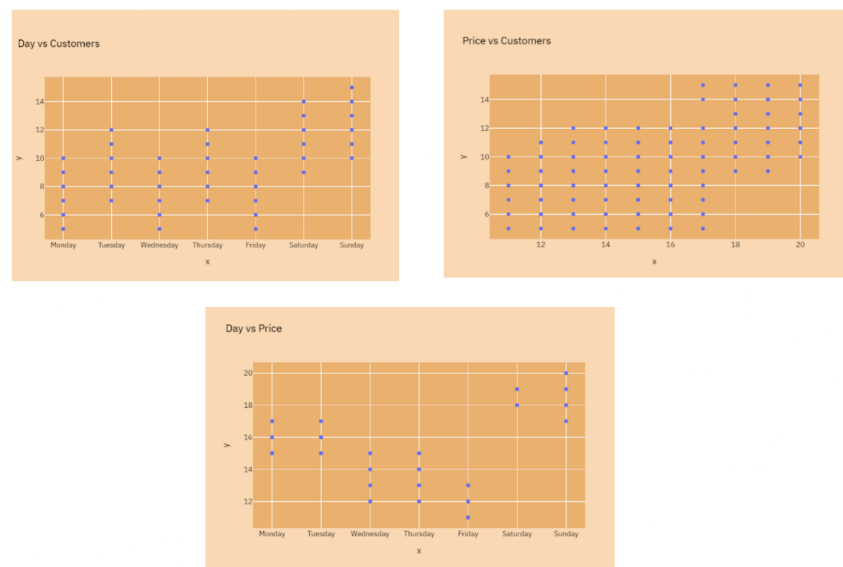 Day vs Customers
14
12
10
8
6
y
Monday Tuesday Wednesday Thursday Friday Saturday Sunday
x
Price vs Customers
14
12
10
8
6
y
12 14 16 18 20
x
Day vs Price
20
18
16
14
12
y
Monday Tuesday Wednesday Thursday Friday Saturday Sunday
x